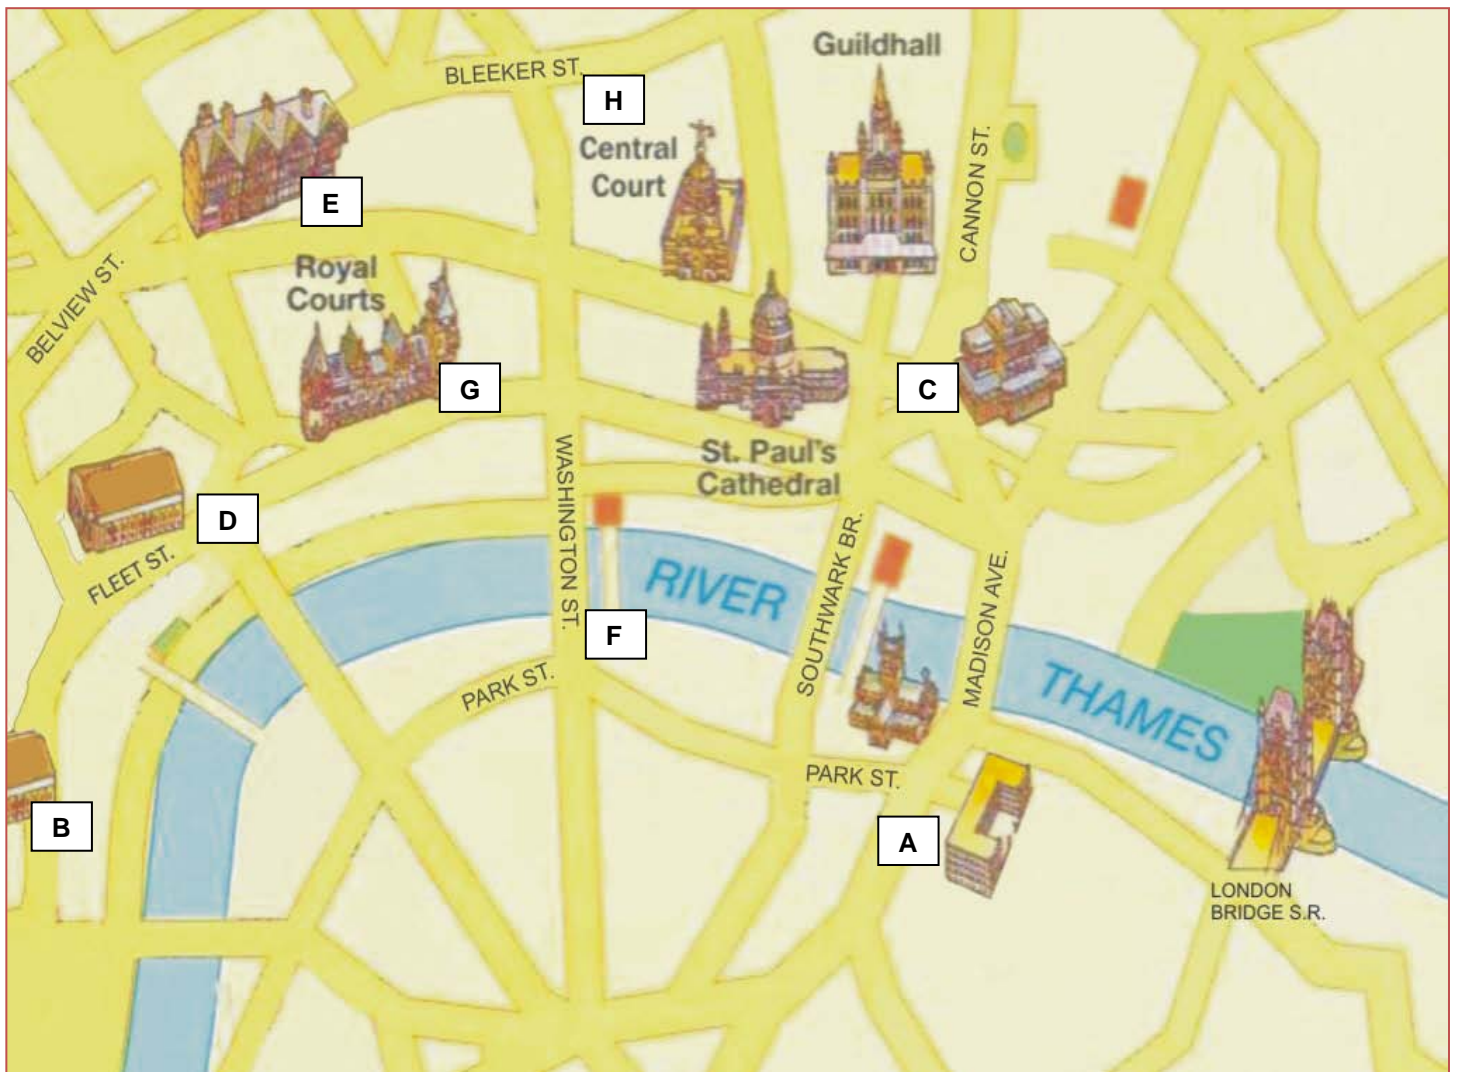 Guildhall
BLEEKER ST.
H
Central
Court
CANNON ST.
E
BELVIEW ST.
Royal
Courts
G
C
St. Paul's
Cathedral
WASHINGTON ST.
D
FLEET ST.
RIVER
SOUTHWARK BR.
MADISON AVE.
F
PARK ST.
THAMES
PARK ST.
B
A
LONDON
BRIDGE S.R.